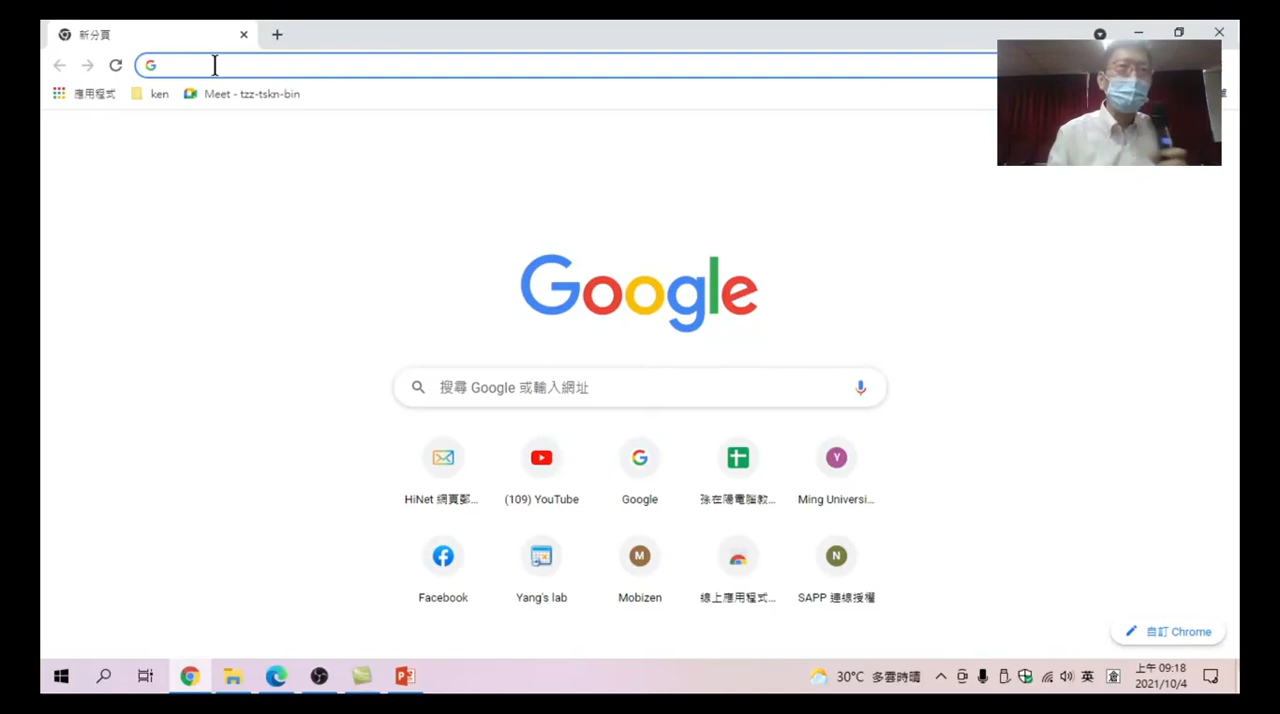 新分頁
應用程式 ken Meet - tzz-tskn-bin
Google
搜尋 Google 或輸入網址
HiNet 網頁郵... (109) YouTube Google 孫在陽電腦教... Ming Universi...
Facebook Yang's lab Mobizen 線上應用程式... SAPP 連線授權
自訂 Chrome
30°C 多雲時晴 英 倉 上午 09:18
2021/10/4